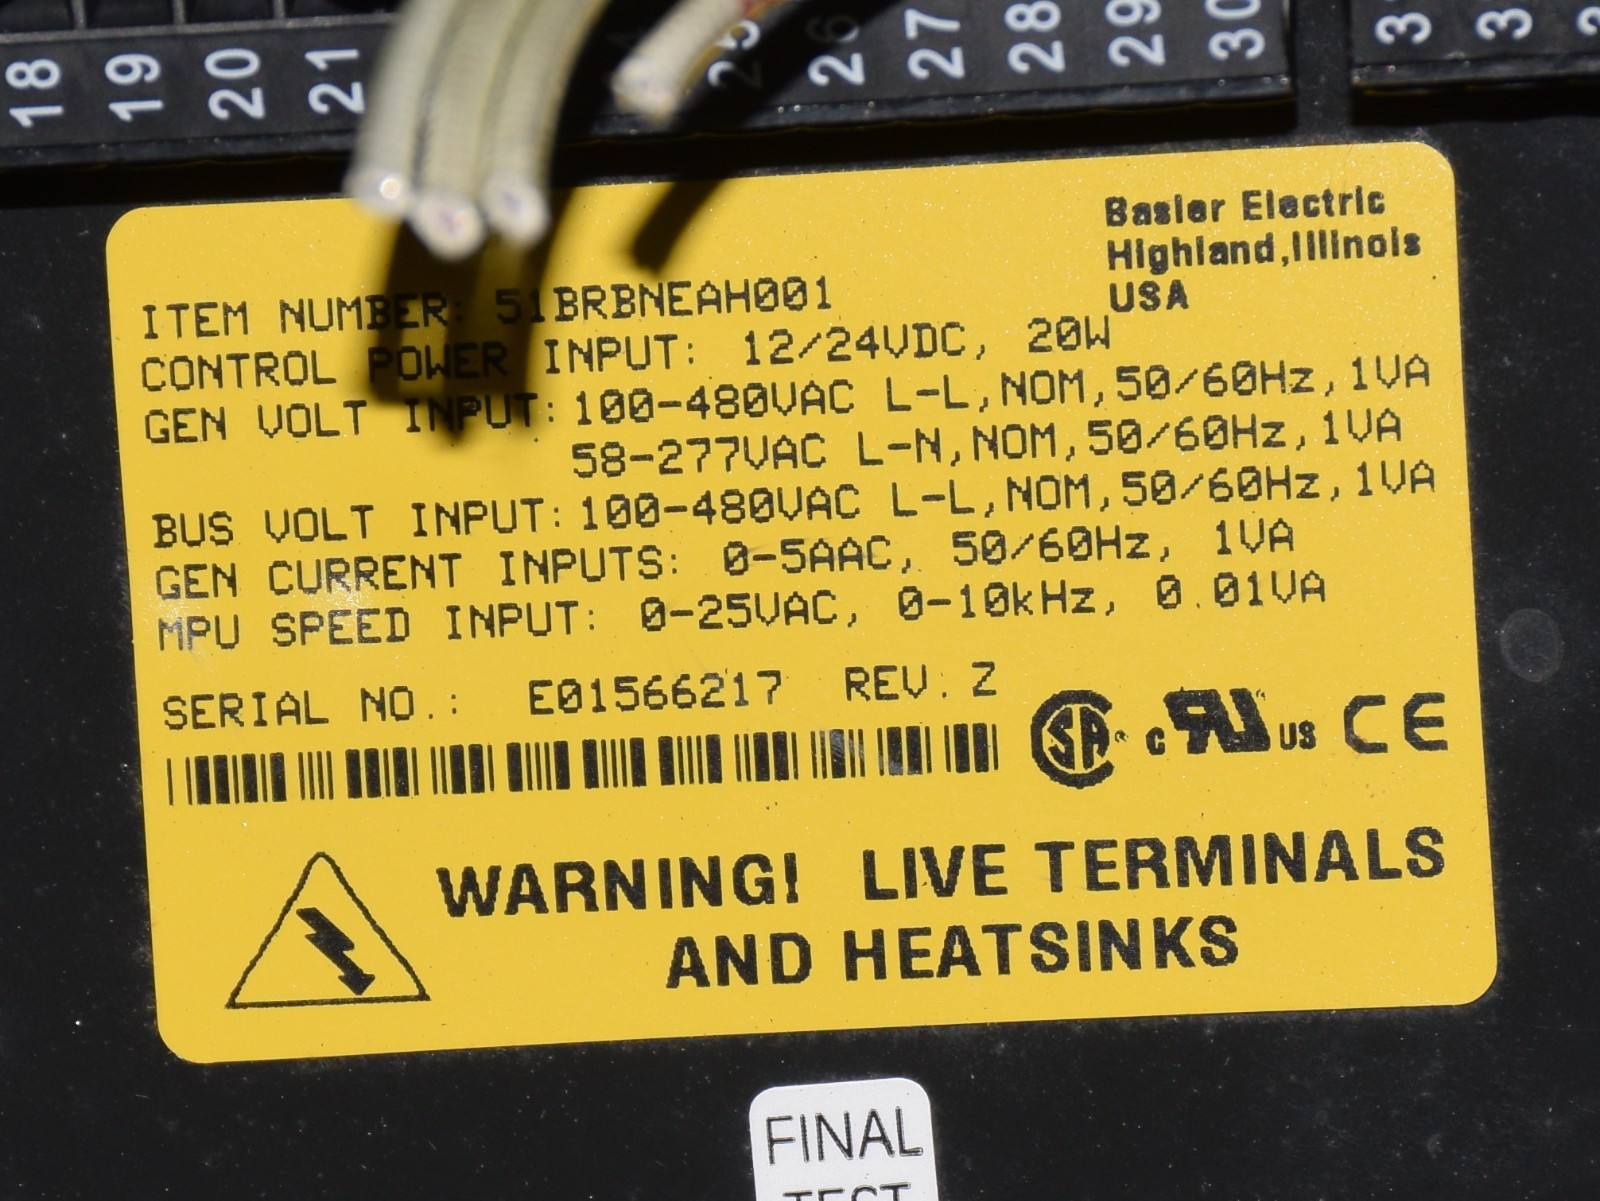 18 19 20 21 25 26 27 28 29 30
Basler Electric
Highland,Illinois
USA
ITEM NUMBER: 51BRBNEAH001
CONTROL POWER INPUT: 12/24VDC, 20W
GEN VOLT INPUT:100-480VAC L-L,NOM,50/60Hz,1VA
58-277VAC L-N,NOM,50/60Hz,1VA
BUS VOLT INPUT:100-480VAC L-L,NOM,50/60Hz,1VA
GEN CURRENT INPUTS: 0-5AAC, 50/60Hz, 1VA
MPU SPEED INPUT: 0-25VAC, 0-10kHz, 0.01VA
SERIAL NO.: E01566217 REV: Z
CSA c RU US CE
WARNING! LIVE TERMINALS
AND HEATSINKS
FINAL
TEST